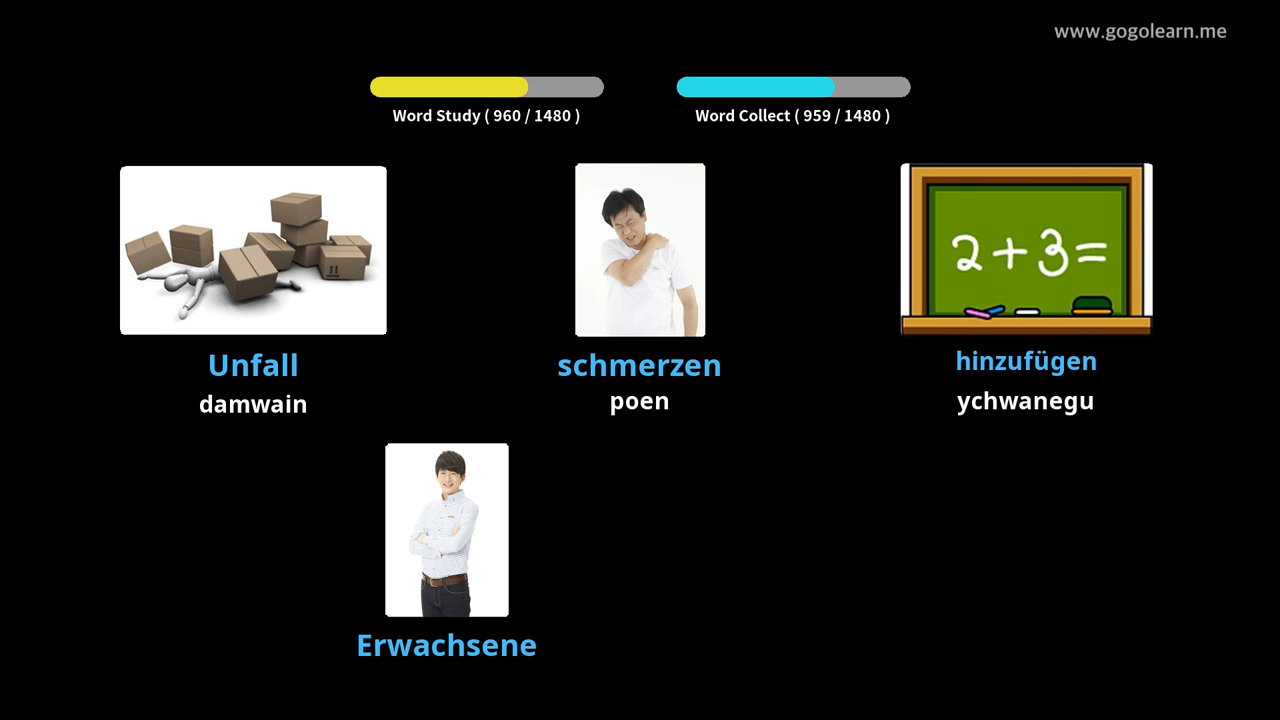 www.gogolearn.me
Word Study ( 960 / 1480 )
Word Collect ( 959 / 1480 )
2+3=
Unfall
damwain
schmerzen
poen
hinzufügen
ychwanegu
Erwachsene